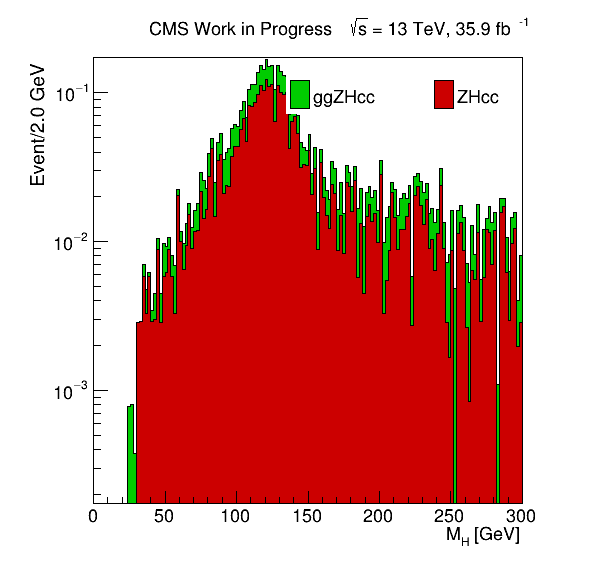 CMS Work in Progress √s = 13 TeV, 35.9 fb⁻¹
Event/2.0 GeV
ggZHcc ZHcc
10⁻¹
10⁻²
10⁻³
0 50 100 150 200 250 300
M_H [GeV]